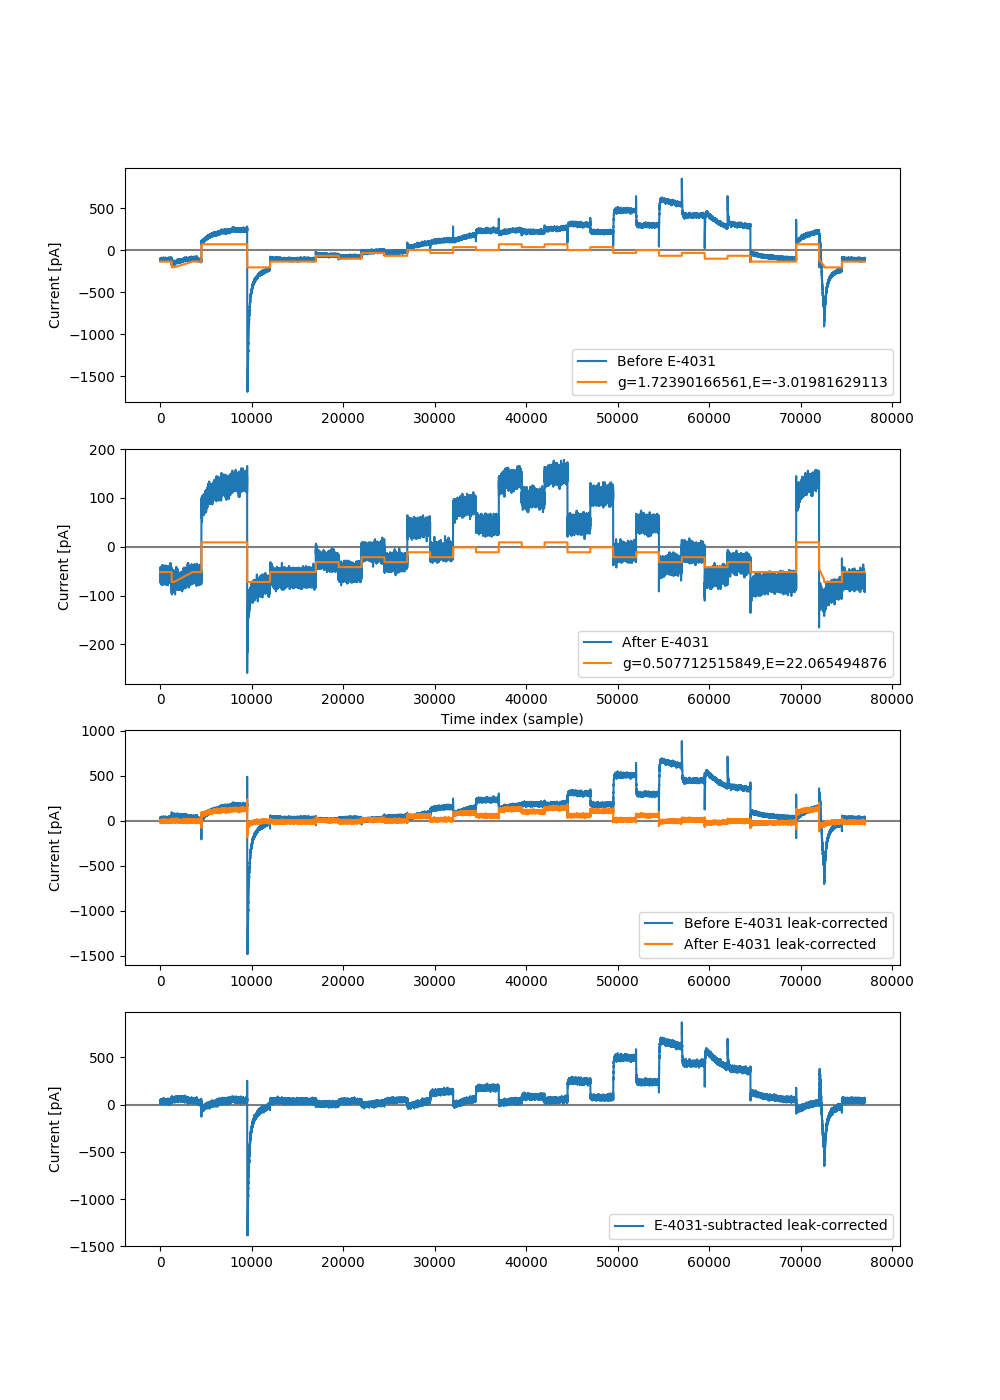 500
0
−500
−1000
−1500
Current [pA]
Before E-4031
g=1.72390166561,E=-3.01981629113
0 10000 20000 30000 40000 50000 60000 70000 80000
200
100
0
−100
−200
Current [pA]
After E-4031
g=0.507712515849,E=22.065494876
0 10000 20000 30000 40000 50000 60000 70000 80000
Time index (sample)
1000
500
0
−500
−1000
−1500
Current [pA]
Before E-4031 leak-corrected
After E-4031 leak-corrected
0 10000 20000 30000 40000 50000 60000 70000 80000
500
0
−500
−1000
−1500
Current [pA]
E-4031-subtracted leak-corrected
0 10000 20000 30000 40000 50000 60000 70000 80000